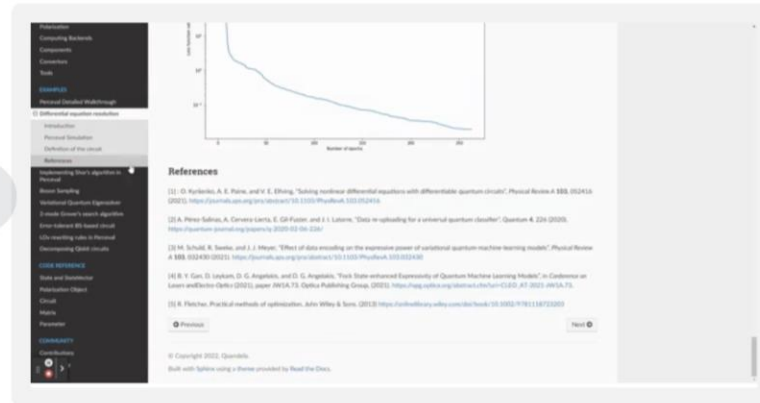 Polarization
Computing Backends
Components
Convertors
Tools
EXAMPLES
Perceval Detailed Walkthrough
Differential equation resolution
Introduction
Perceval Simulation
Definition of the circuit
References
Implementing Shor's algorithm in
Perceval
Boson Sampling
Variational Quantum Eigensolver
2-mode Grover's search algorithm
Error-tolerant BS-based circuit
LOv rewriting rules in Perceval
Decomposing Qiskit circuits
CODE REFERENCE
State and StateVector
Polarization Object
Circuit
Matrix
Parameter
COMMUNITY
Contributions
Number of epochs
References
[1] : O. Kyriienko, A. E. Paine, and V. E. Elfving, "Solving nonlinear differential equations with differentiable quantum circuits", Physical Review A 103, 052416
(2021). https://journals.aps.org/pra/abstract/10.1103/PhysRevA.103.052416
[2] A. Pérez-Salinas, A. Cervera-Lierta, E. Gil-Fuster, and J. I. Latorre, "Data re-uploading for a universal quantum classifier", Quantum 4, 226 (2020).
https://quantum-journal.org/papers/q-2020-02-06-226/
[3] M. Schuld, R. Sweke, and J. J. Meyer, "Effect of data encoding on the expressive power of variational quantum machine-learning models", Physical Review
A 103, 032430 (2021). https://journals.aps.org/pra/abstract/10.1103/PhysRevA.103.032430
[4] B. Y. Gan, D. Leykam, D. G. Angelakis, and D. G. Angelakis, "Fock State-enhanced Expressivity of Quantum Machine Learning Models", in Conference on
Lasers andElectro-Optics (2021), paper JW1A.73. Optica Publishing Group, (2021). https://opg.optica.org/abstract.cfm?uri=CLEO_AT-2021-JW1A.73.
[5] R. Fletcher, Practical methods of optimization. John Wiley & Sons. (2013) https://onlinelibrary.wiley.com/doi/book/10.1002/9781118723203
Previous
Next
© Copyright 2022, Quandela.
Built with Sphinx using a theme provided by Read the Docs.